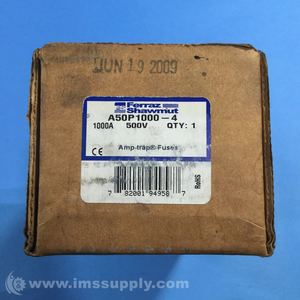 JUN 19 2009
Ferraz
Shawmut
A50P1000-4
1000A 500V QTY: 1
CE
Amp-trap® Fuses
RoHS
7 82001 94958 7
© www.imssupply.com